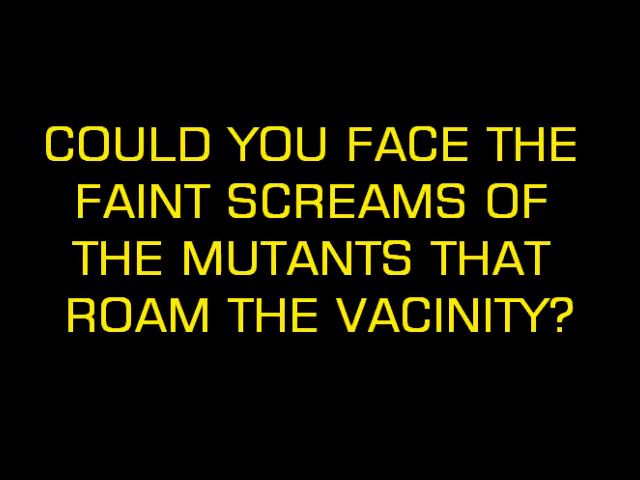 COULD YOU FACE THE
FAINT SCREAMS OF
THE MUTANTS THAT
ROAM THE VACINITY?